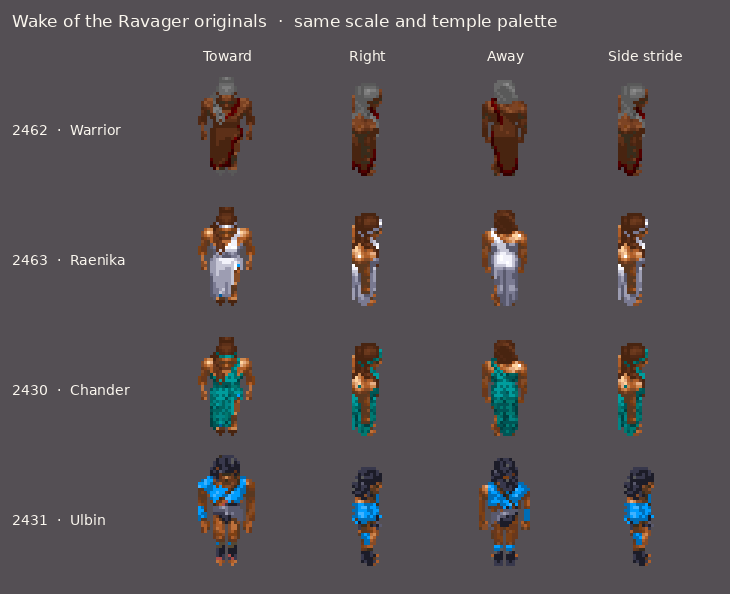 Wake of the Ravager originals · same scale and temple palette
Toward Right Away Side stride
2462 · Warrior
2463 · Raenika
2430 · Chander
2431 · Ulbin